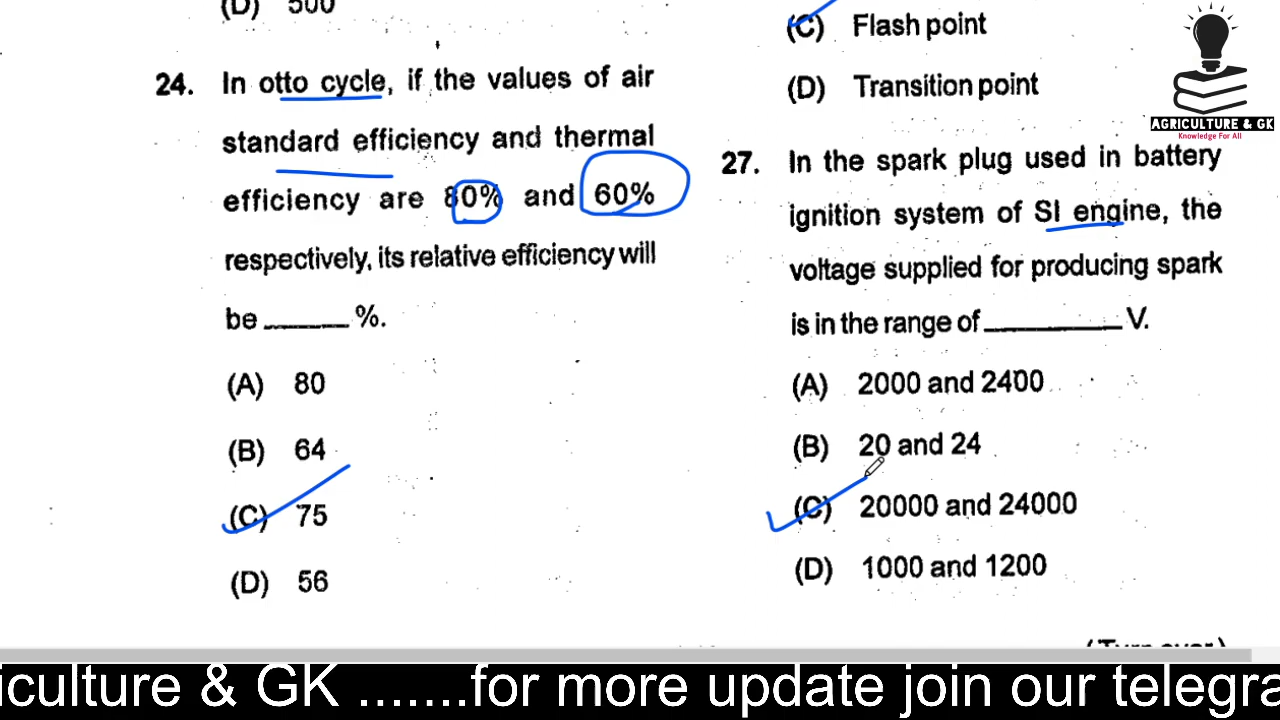 (D) 500
24. In otto cycle, if the values of air
standard efficiency and thermal
efficiency are 80% and 60%
respectively, its relative efficiency will
be ______ %.
(A) 80
(B) 64
(C) 75
(D) 56
(C) Flash point
(D) Transition point
27. In the spark plug used in battery
ignition system of SI engine, the
voltage supplied for producing spark
is in the range of __________ V.
(A) 2000 and 2400
(B) 20 and 24
(C) 20000 and 24000
(D) 1000 and 1200
(Turn over)
AGRICULTURE & GK
Knowledge For All
iculture & GK .......for more update join our telegra